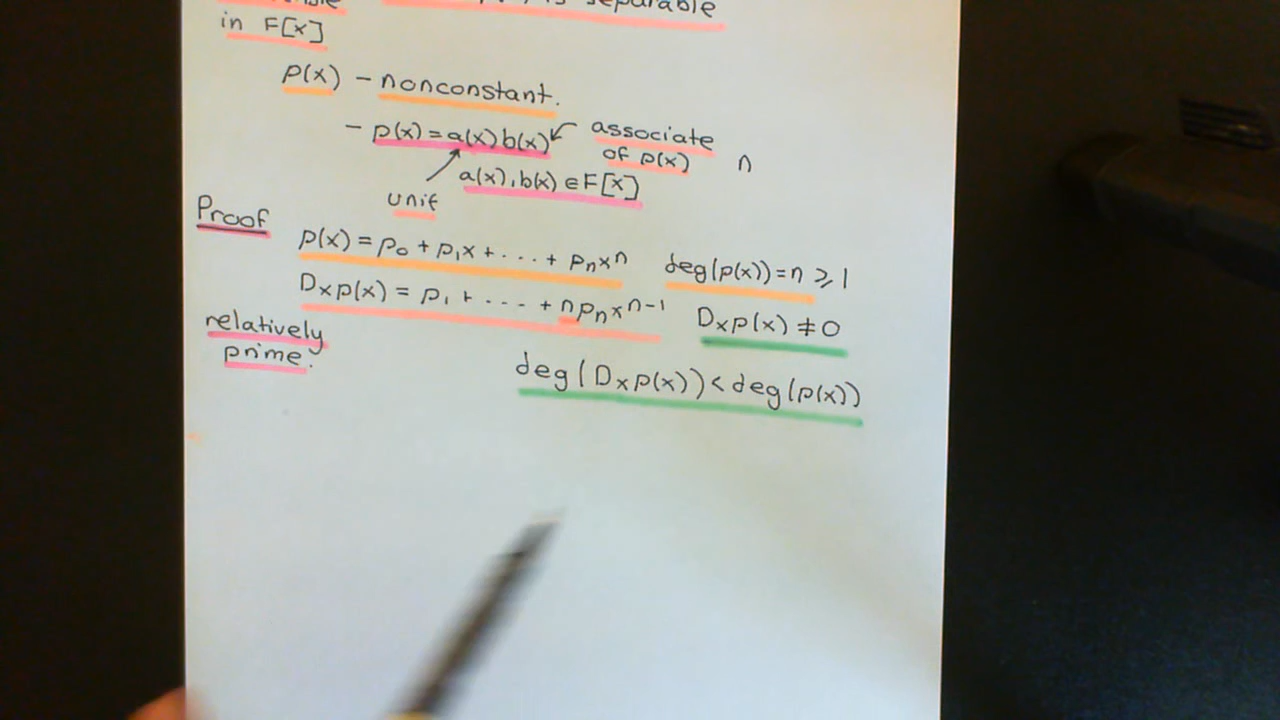 separable
in F[x]
p(x) - nonconstant.
- p(x) = a(x) b(x) ↙ associate
of p(x) n
a(x), b(x) ∈ F[x]
unit
Proof
p(x) = p₀ + p₁x + ... + pₙxⁿ deg(p(x)) = n ⩾ 1
Dₓp(x) = p₁ + ... + npₙxⁿ⁻¹ Dₓp(x) ≠ 0
relatively
prime.
deg(Dₓp(x)) < deg(p(x))